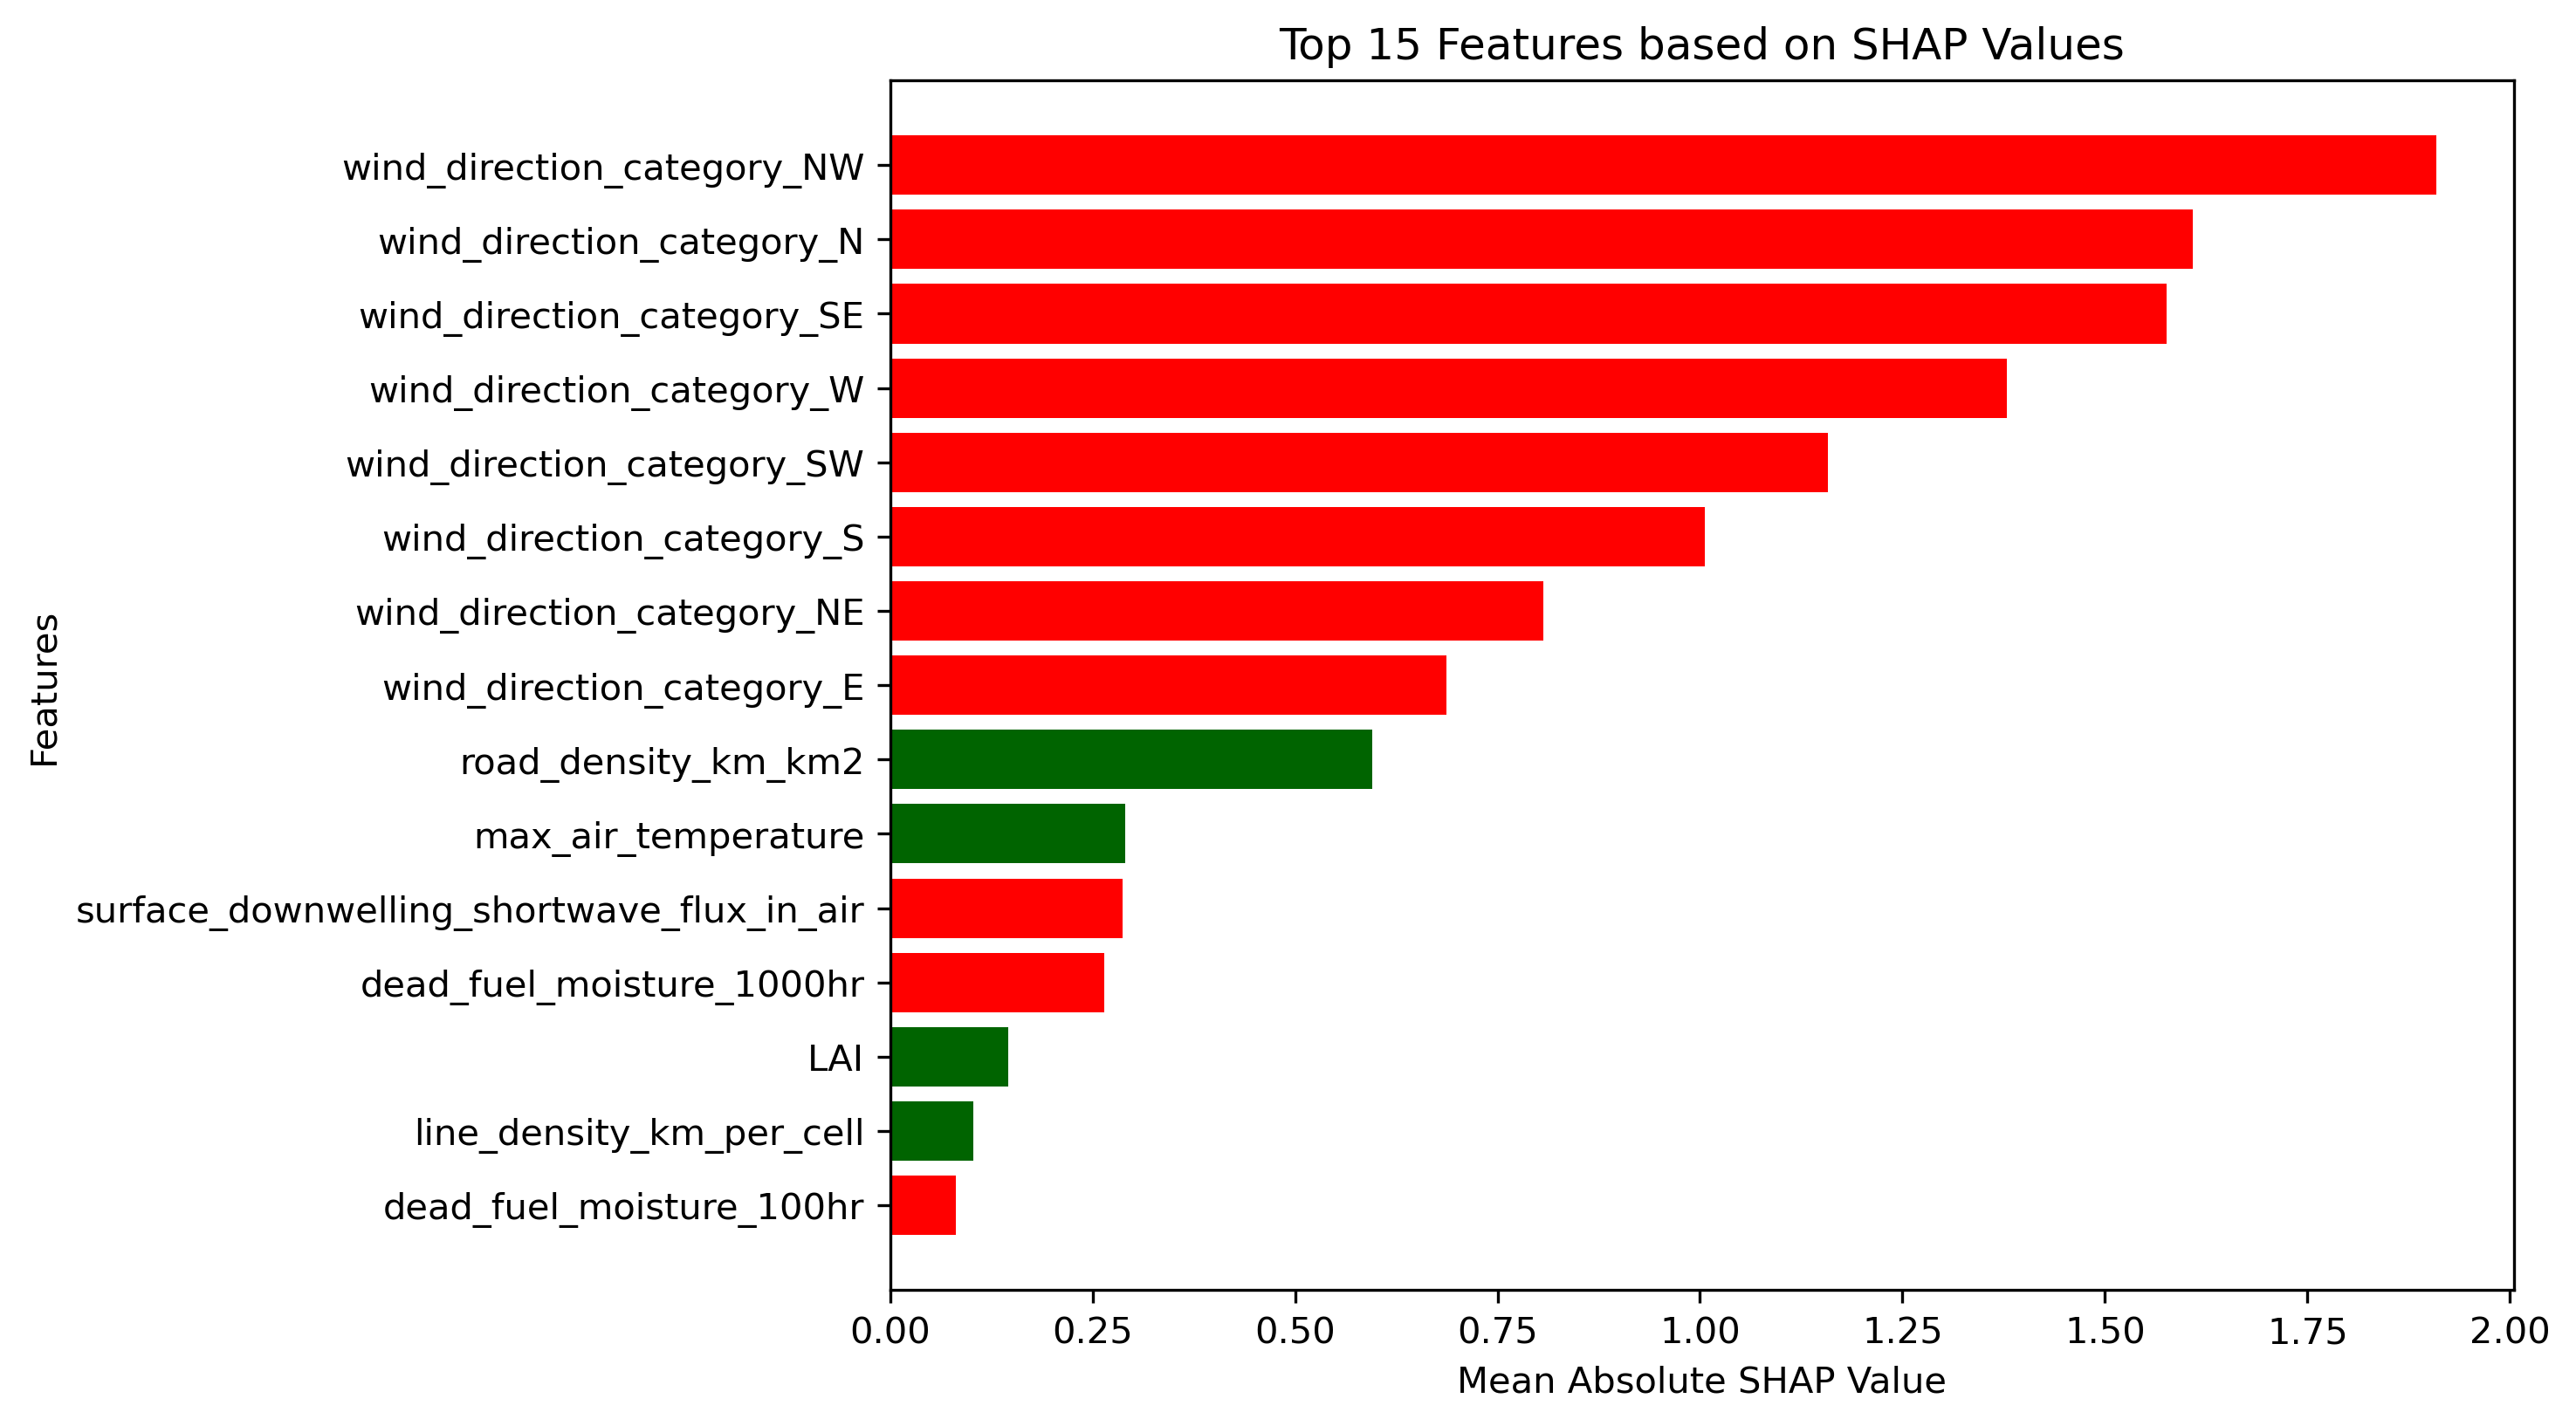 Top 15 Features based on SHAP Values
Features
wind_direction_category_NW
wind_direction_category_N
wind_direction_category_SE
wind_direction_category_W
wind_direction_category_SW
wind_direction_category_S
wind_direction_category_NE
wind_direction_category_E
road_density_km_km2
max_air_temperature
surface_downwelling_shortwave_flux_in_air
dead_fuel_moisture_1000hr
LAI
line_density_km_per_cell
dead_fuel_moisture_100hr
0.00 0.25 0.50 0.75 1.00 1.25 1.50 1.75 2.00
Mean Absolute SHAP Value